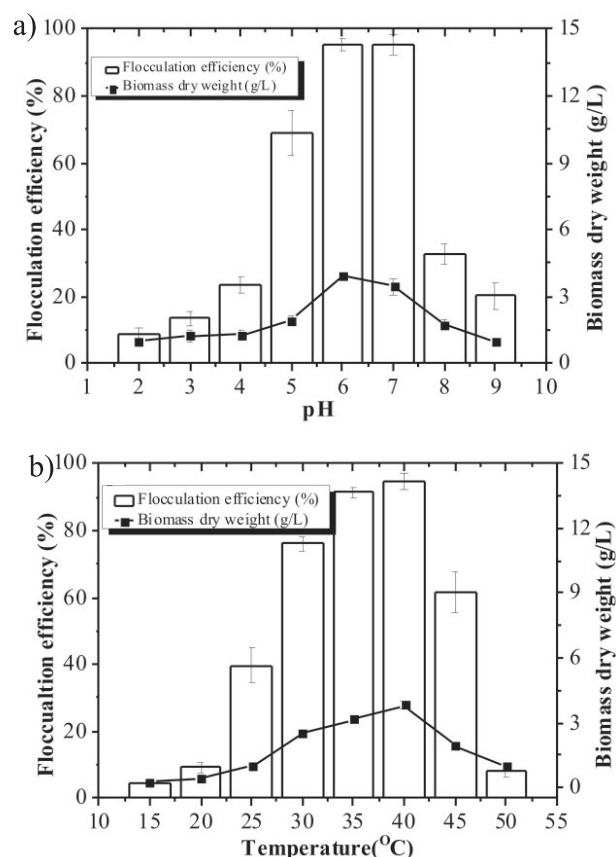 a)
Flocculation efficiency (%)
Biomass dry weight (g/L)
100
80
60
40
20
0
Flocculation efficiency (%)
15
12
9
6
3
0
Biomass dry weight (g/L)
1 2 3 4 5 6 7 8 9 10
pH
b)
Flocculation efficiency (%)
Biomass dry weight (g/L)
100
80
60
40
20
0
Floccualtion efficiency (%)
15
12
9
6
3
0
Biomass dry weight (g/L)
10 15 20 25 30 35 40 45 50 55
Temperature(OC)